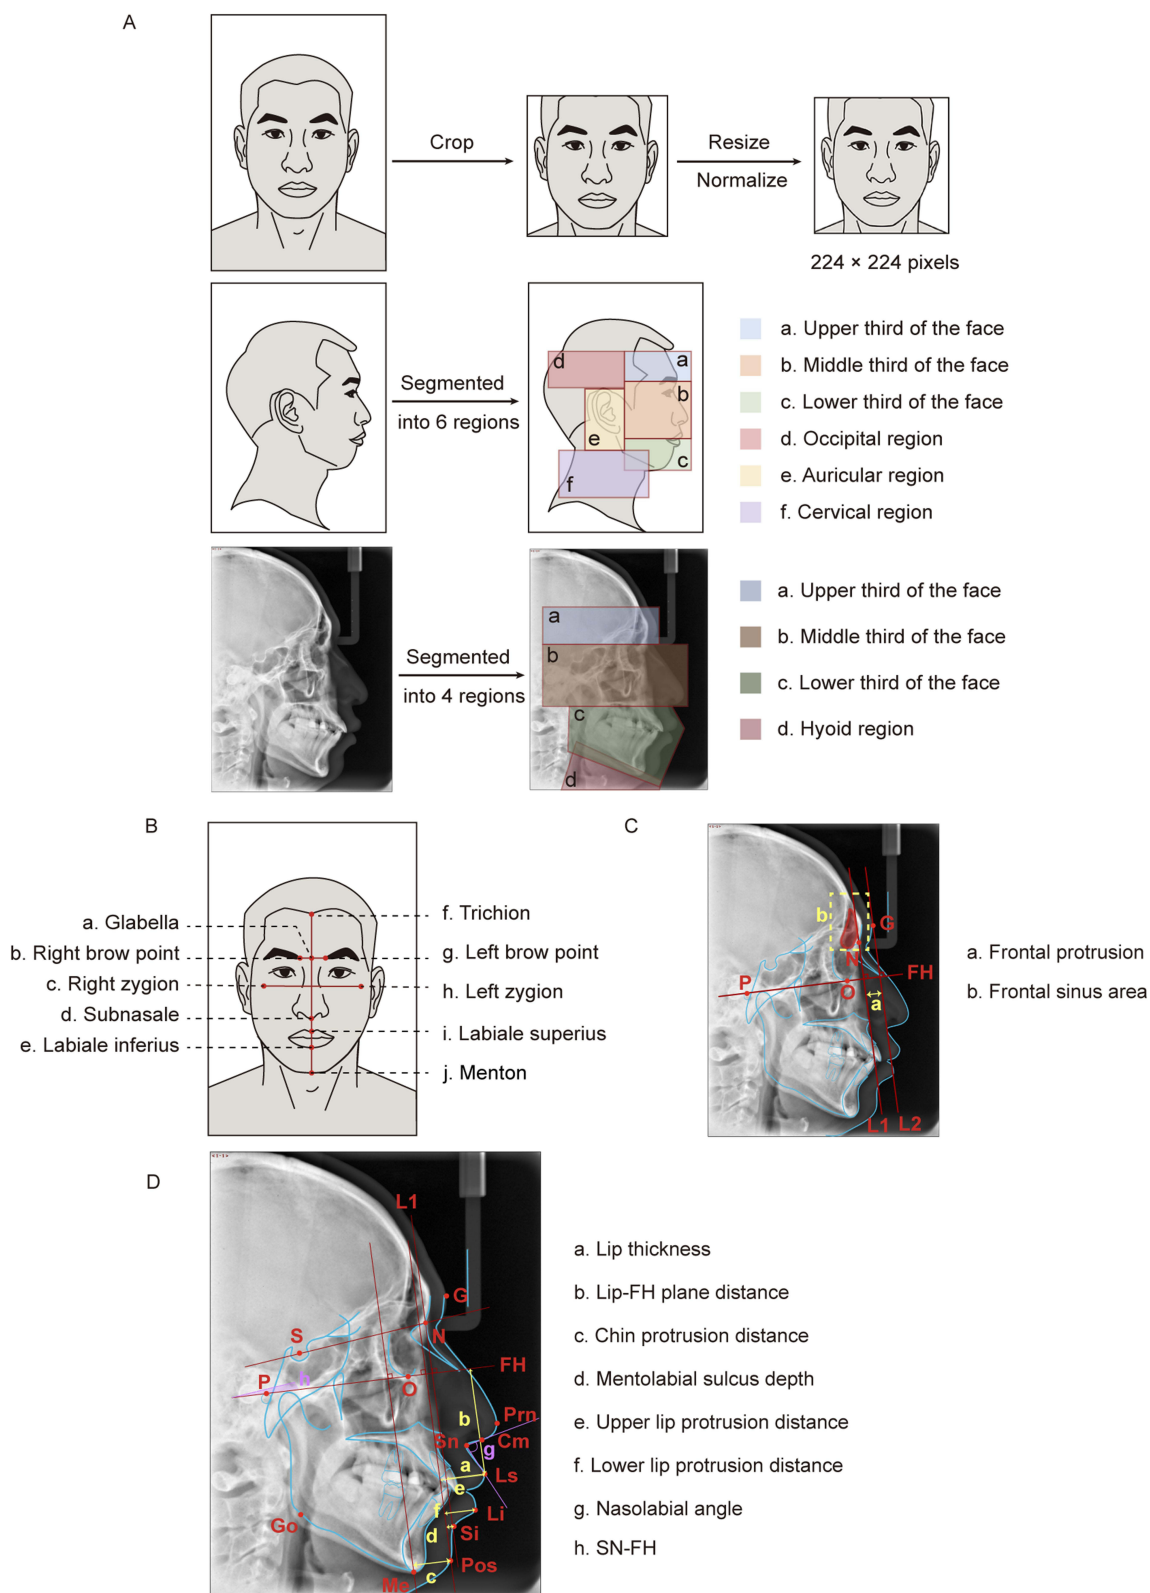 A
Crop
Resize
Normalize
224 × 224 pixels
Segmented
into 6 regions
d
a
b
e
c
f
a. Upper third of the face
b. Middle third of the face
c. Lower third of the face
d. Occipital region
e. Auricular region
f. Cervical region
Segmented
into 4 regions
a
b
c
d
a. Upper third of the face
b. Middle third of the face
c. Lower third of the face
d. Hyoid region
B
a. Glabella
b. Right brow point
c. Right zygion
d. Subnasale
e. Labiale inferius
f. Trichion
g. Left brow point
h. Left zygion
i. Labiale superius
j. Menton
C
b
G
N
P
O
FH
a
L1 L2
a. Frontal protrusion
b. Frontal sinus area
D
L1
G
S
N
P
h
O
FH
b
Prn
Sn
Cm
g
a
Ls
e
f
Li
Go
d
Si
Pos
Me
c
a. Lip thickness
b. Lip-FH plane distance
c. Chin protrusion distance
d. Mentolabial sulcus depth
e. Upper lip protrusion distance
f. Lower lip protrusion distance
g. Nasolabial angle
h. SN-FH